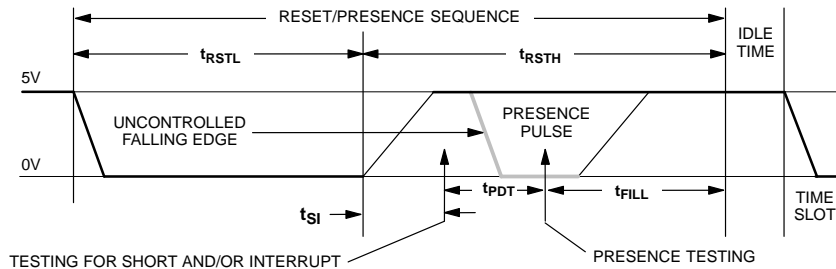 RESET/PRESENCE SEQUENCE
IDLE
TIME
tRSTL
tRSTH
5V
UNCONTROLLED
FALLING EDGE
PRESENCE
PULSE
0V
tPDT
tFILL
TIME
SLOT
tSI
TESTING FOR SHORT AND/OR INTERRUPT
PRESENCE TESTING